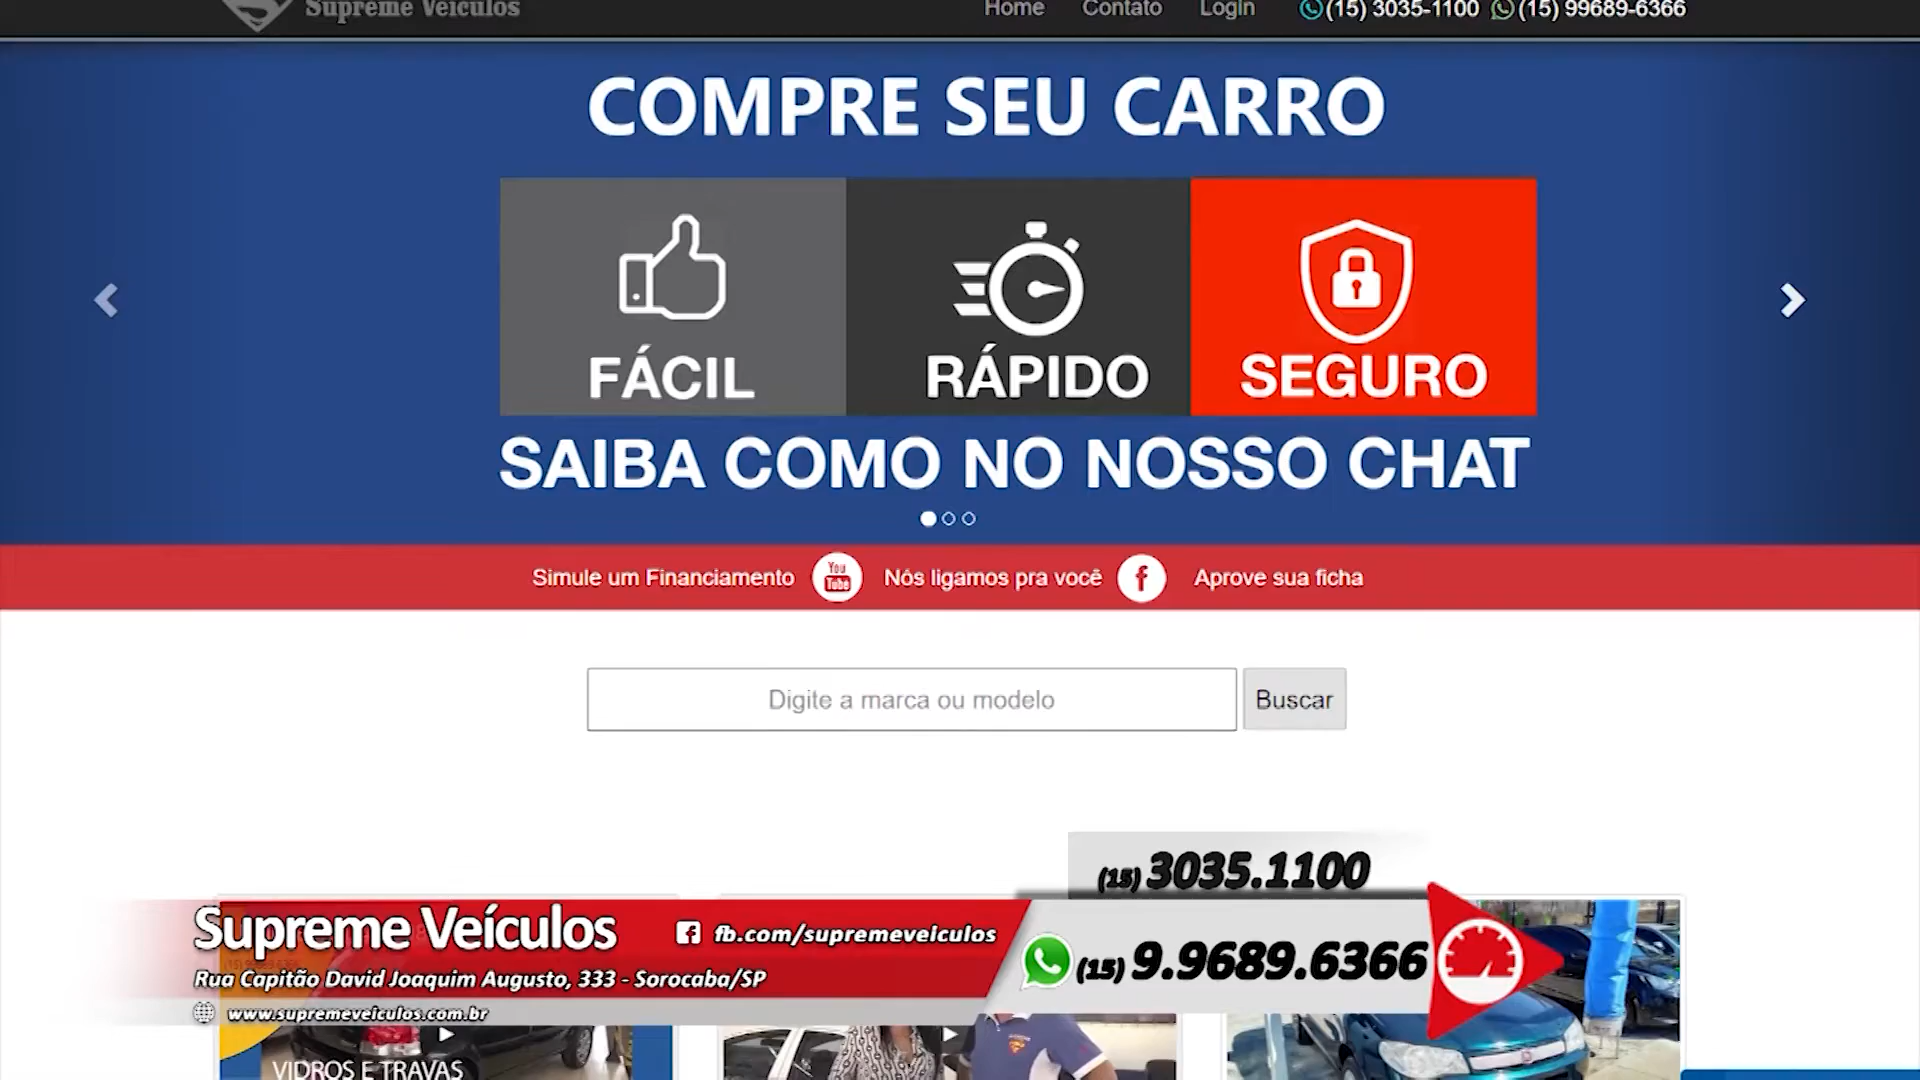 Supreme Veículos
Home Contato Login (15) 3035-1100 (15) 99689-6366
COMPRE SEU CARRO
FÁCIL RÁPIDO SEGURO
SAIBA COMO NO NOSSO CHAT
Simule um Financiamento You Tube Nós ligamos pra você f Aprove sua ficha
Digite a marca ou modelo Buscar
(15) 3035.1100
Supreme Veículos fb.com/supremeveiculos
(15) 9.9689.6366
Rua Capitão David Joaquim Augusto, 333 - Sorocaba/SP
www.supremeveiculos.com.br
VIDROS E TRAVAS